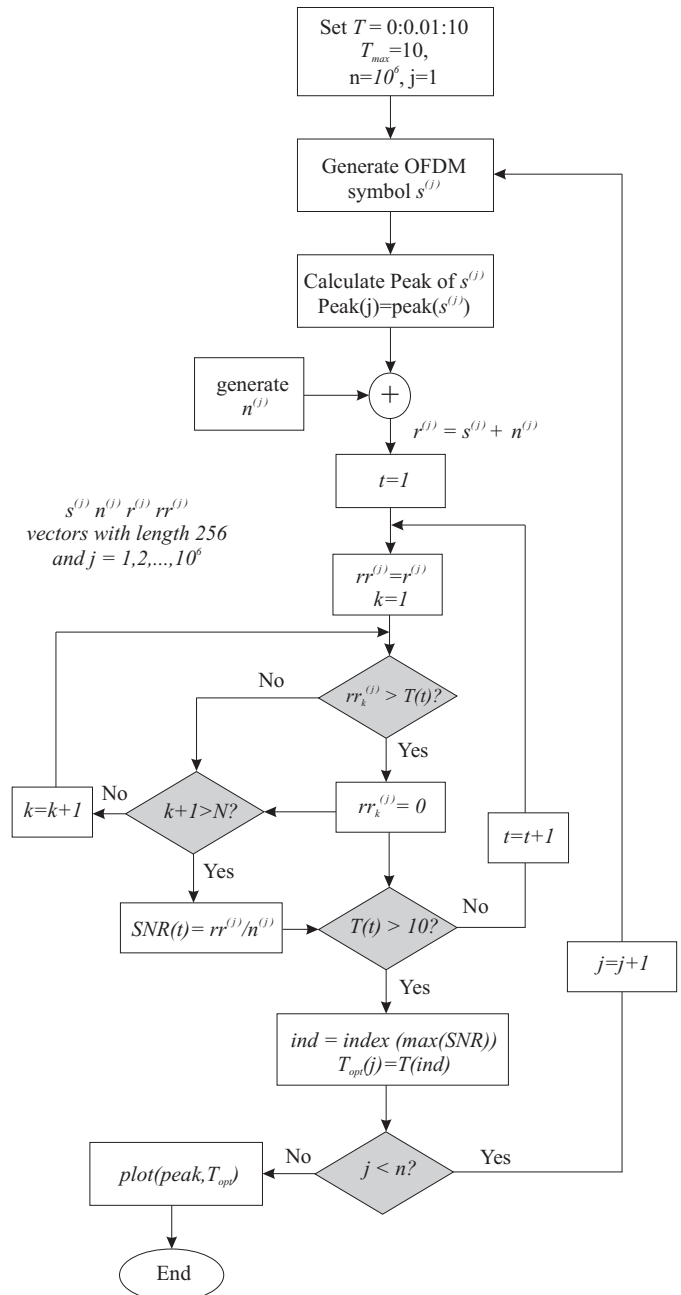 Set T = 0:0.01:10
T_max=10,
n=10^6, j=1
Generate OFDM
symbol s^(j)
Calculate Peak of s^(j)
Peak(j)=peak(s^(j))
generate
n^(j)
+
r^(j) = s^(j) + n^(j)
t=1
s^(j) n^(j) r^(j) rr^(j)
vectors with length 256
and j = 1,2,...,10^6
rr^(j)=r^(j)
k=1
No
rr_k^(j) > T(t)?
Yes
k=k+1
No
k+1>N?
rr_k^(j) = 0
t=t+1
Yes
SNR(t)= rr^(j)/n^(j)
T(t) > 10?
No
j=j+1
Yes
ind = index (max(SNR))
T_opt(j)=T(ind)
plot(peak,T_opt)
No
j < n?
Yes
End